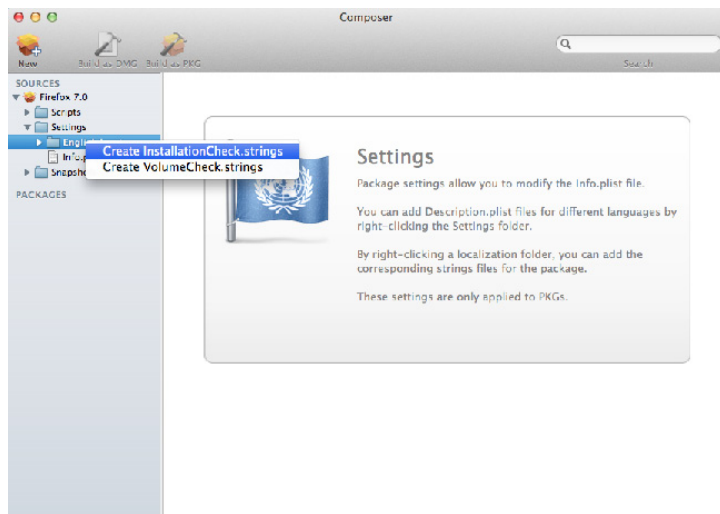 Composer
New
Build as DMG
Build as PKG
Search
SOURCES
Firefox 7.0
Scripts
Settings
Create InstallationCheck.strings
Create VolumeCheck.strings
PACKAGES
Settings
Package settings allow you to modify the Info.plist file.
You can add Description.plist files for different languages by
right-clicking the Settings folder.
By right-clicking a localization folder, you can add the
corresponding strings files for the package.
These settings are only applied to PKGs.